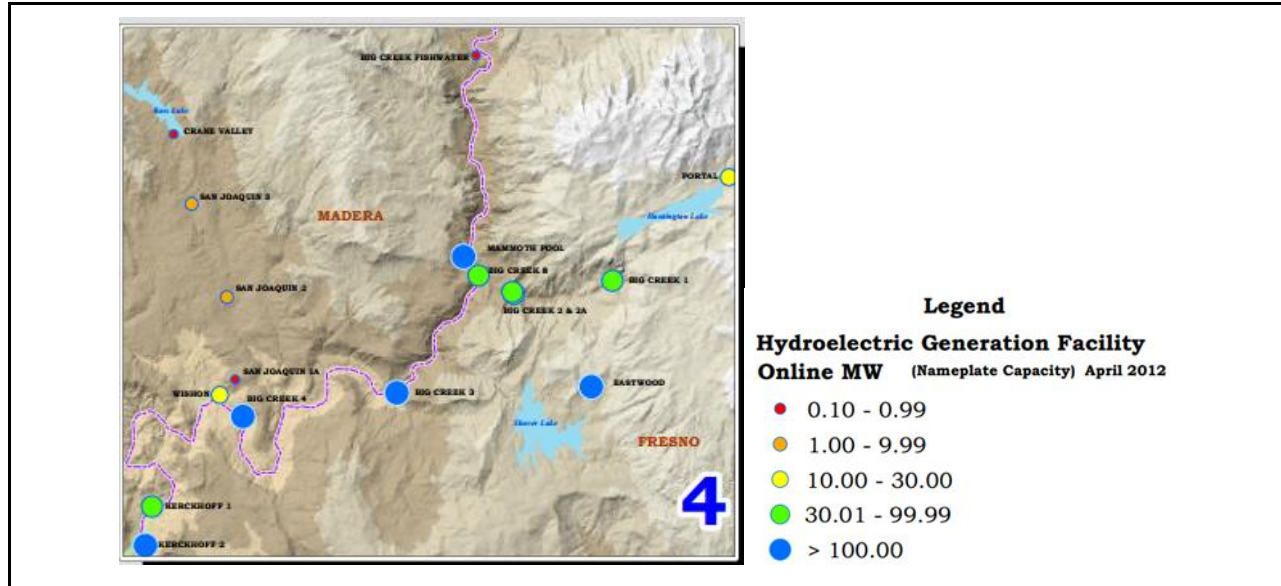 BIG CREEK FISHWATER
Bass Lake
CRANE VALLEY
PORTAL
SAN JOAQUIN 3
MADERA
Huntington Lake
MAMMOTH POOL
BIG CREEK 8
BIG CREEK 1
SAN JOAQUIN 2
BIG CREEK 2 & 2A
SAN JOAQUIN 1A
EASTWOOD
WISHON
BIG CREEK 4
BIG CREEK 3
Shaver Lake
FRESNO
4
KERCKHOFF 1
KERCKHOFF 2
Legend
Hydroelectric Generation Facility
Online MW (Nameplate Capacity) April 2012
0.10 - 0.99
1.00 - 9.99
10.00 - 30.00
30.01 - 99.99
> 100.00